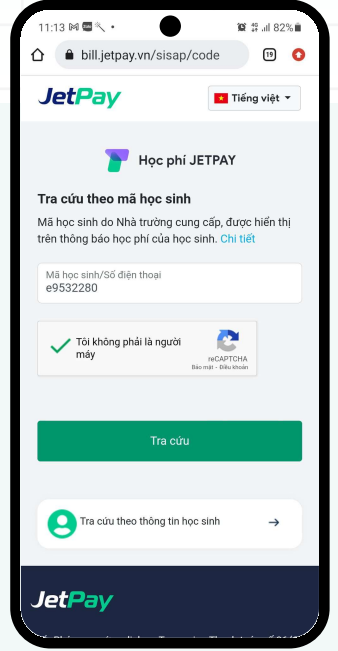 11:13
82%
bill.jetpay.vn/sisap/code
19
JetPay
Tiếng việt
Học phí JETPAY
Tra cứu theo mã học sinh
Mã học sinh do Nhà trường cung cấp, được hiển thị
trên thông báo học phí của học sinh. Chi tiết
Mã học sinh/Số điện thoại
e9532280
Tôi không phải là người
máy
reCAPTCHA
Bảo mật - Điều khoản
Tra cứu
Tra cứu theo thông tin học sinh
JetPay